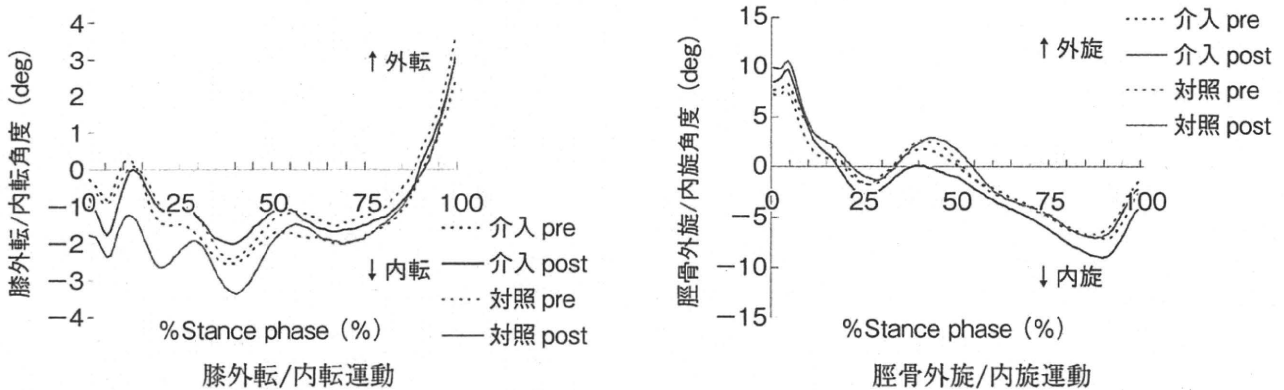 膝外転/内転角度 (deg)
4
3
2
1
0
−1
−2
−3
−4
↑ 外転
↓ 内転
0 25 50 75 100
介入 pre
介入 post
対照 pre
対照 post
%Stance phase (%)
膝外転/内転運動
脛骨外旋/内旋角度 (deg)
15
10
5
0
−5
−10
−15
↑ 外旋
↓ 内旋
0 25 50 75 100
介入 pre
介入 post
対照 pre
対照 post
%Stance phase (%)
脛骨外旋/内旋運動